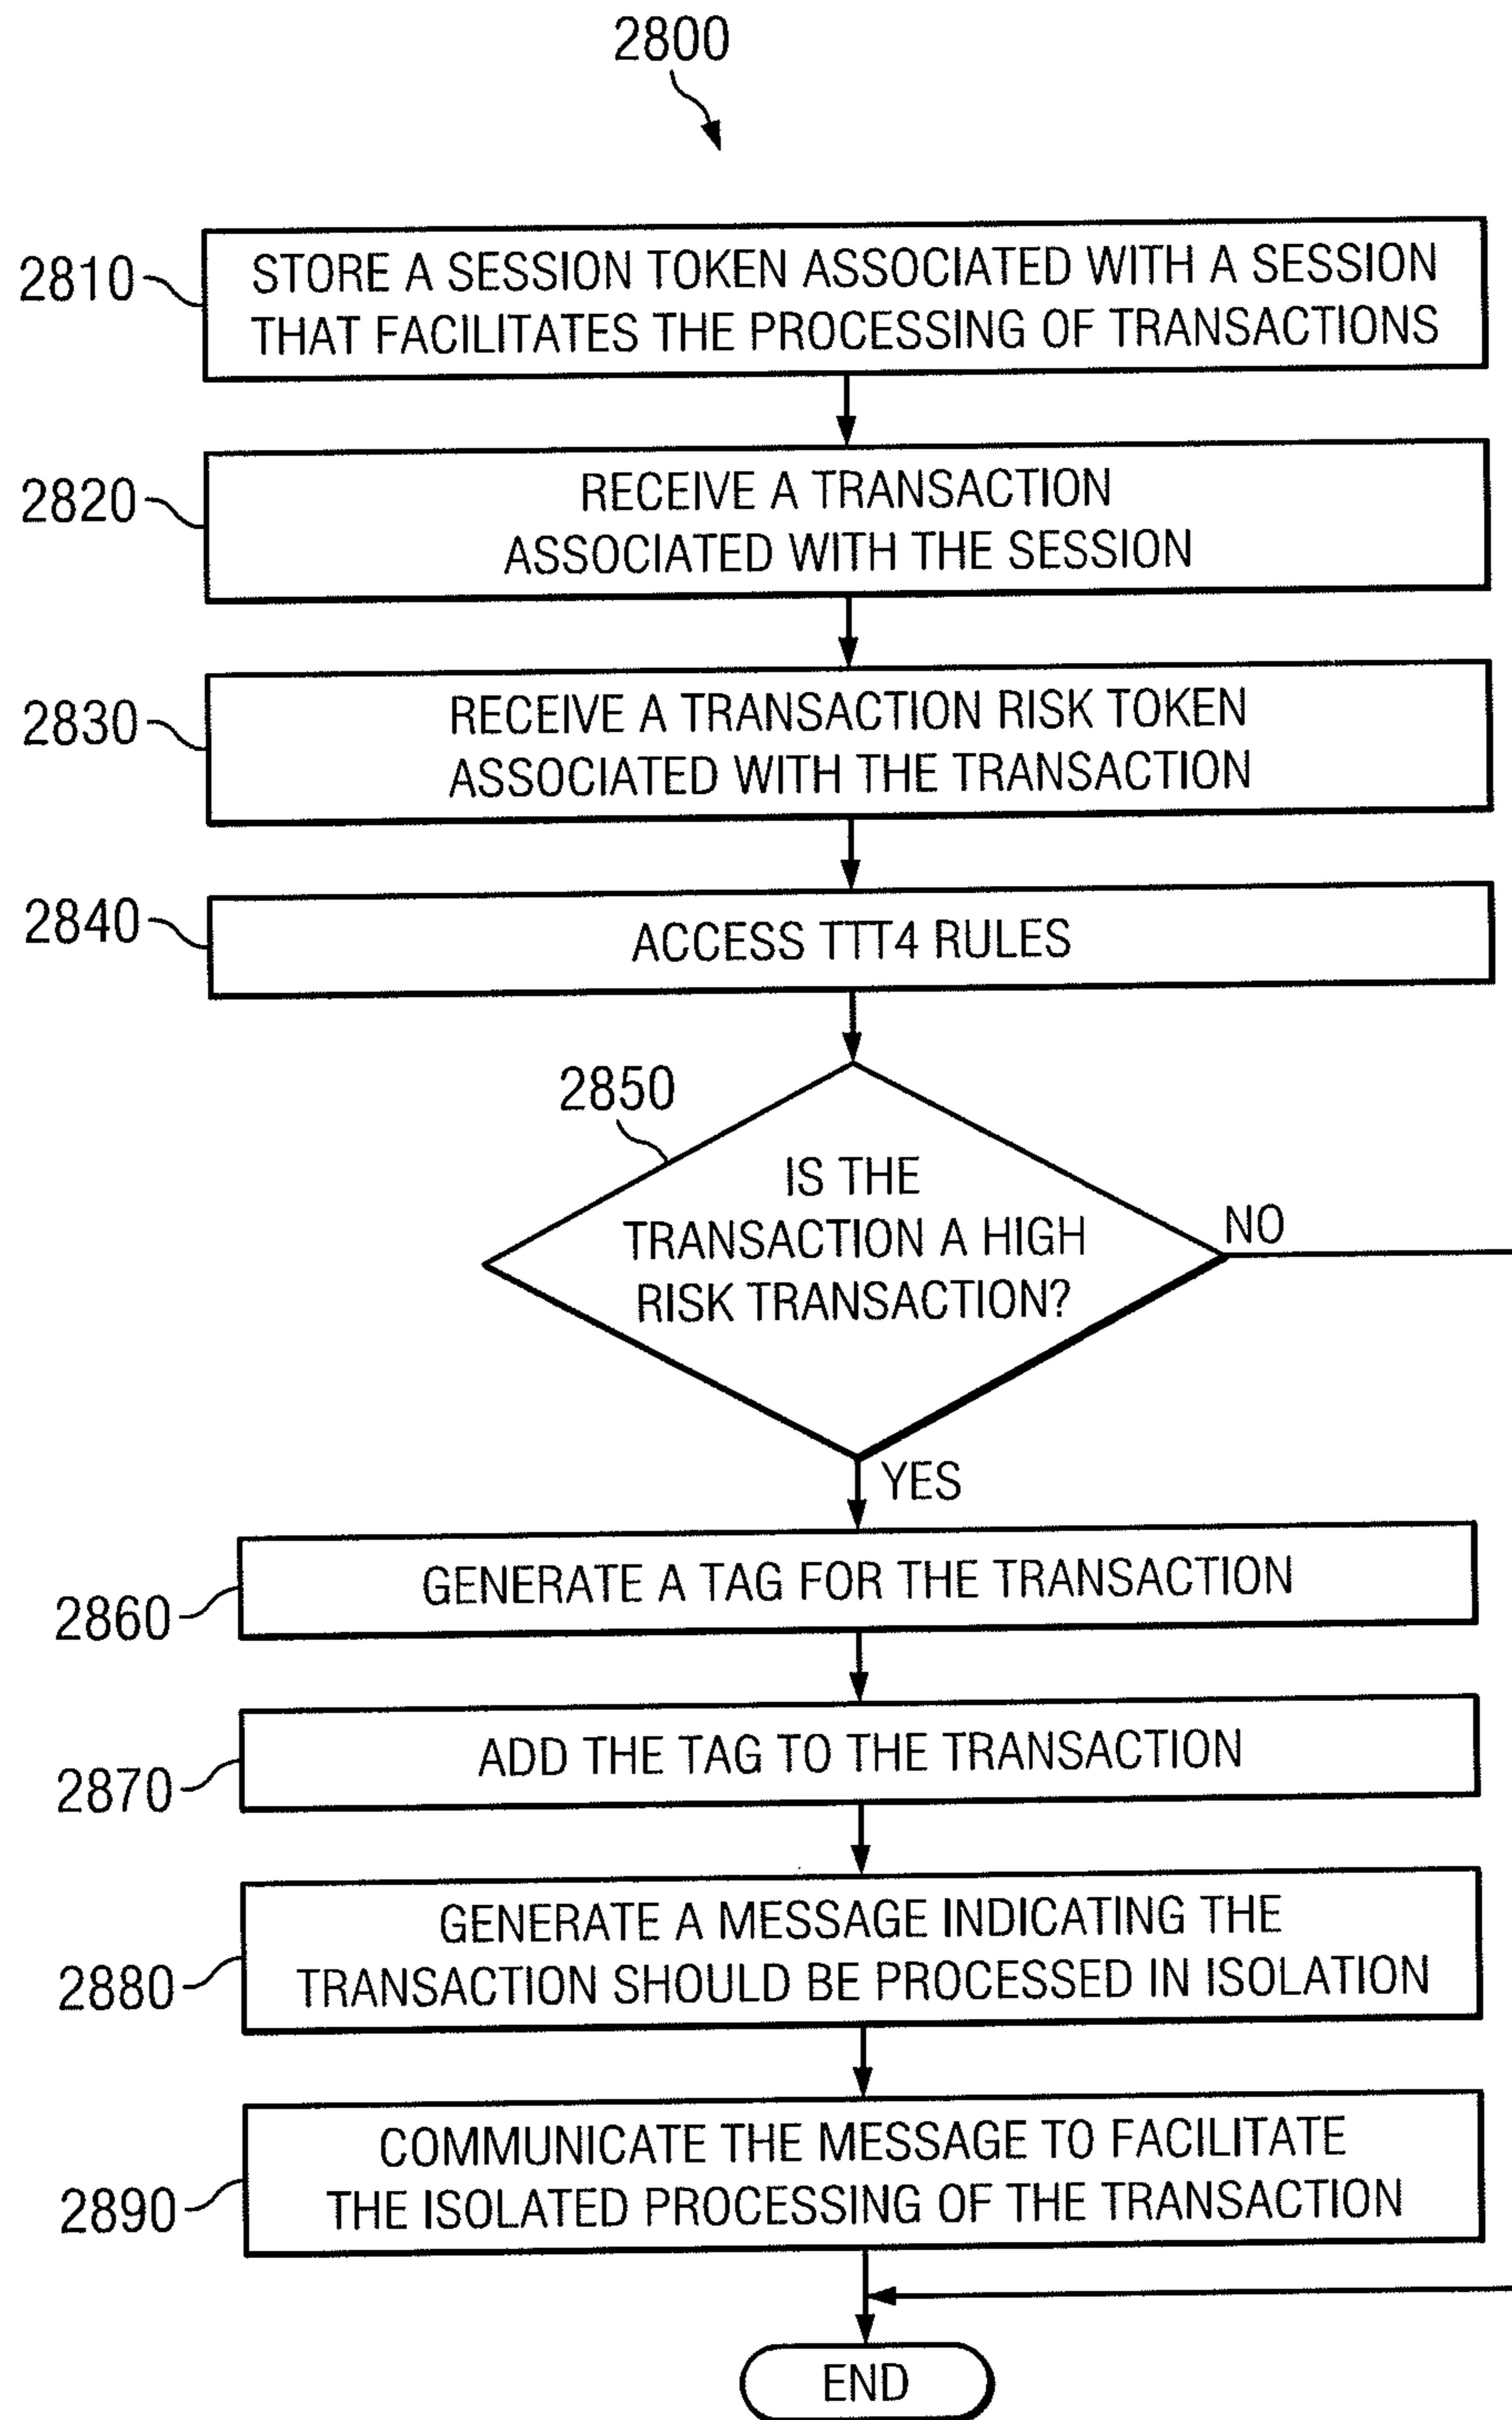 2800
2810
STORE A SESSION TOKEN ASSOCIATED WITH A SESSION
THAT FACILITATES THE PROCESSING OF TRANSACTIONS
2820
RECEIVE A TRANSACTION
ASSOCIATED WITH THE SESSION
2830
RECEIVE A TRANSACTION RISK TOKEN
ASSOCIATED WITH THE TRANSACTION
2840
ACCESS TTT4 RULES
2850
IS THE
TRANSACTION A HIGH
RISK TRANSACTION?
NO
YES
2860
GENERATE A TAG FOR THE TRANSACTION
2870
ADD THE TAG TO THE TRANSACTION
2880
GENERATE A MESSAGE INDICATING THE
TRANSACTION SHOULD BE PROCESSED IN ISOLATION
2890
COMMUNICATE THE MESSAGE TO FACILITATE
THE ISOLATED PROCESSING OF THE TRANSACTION
END